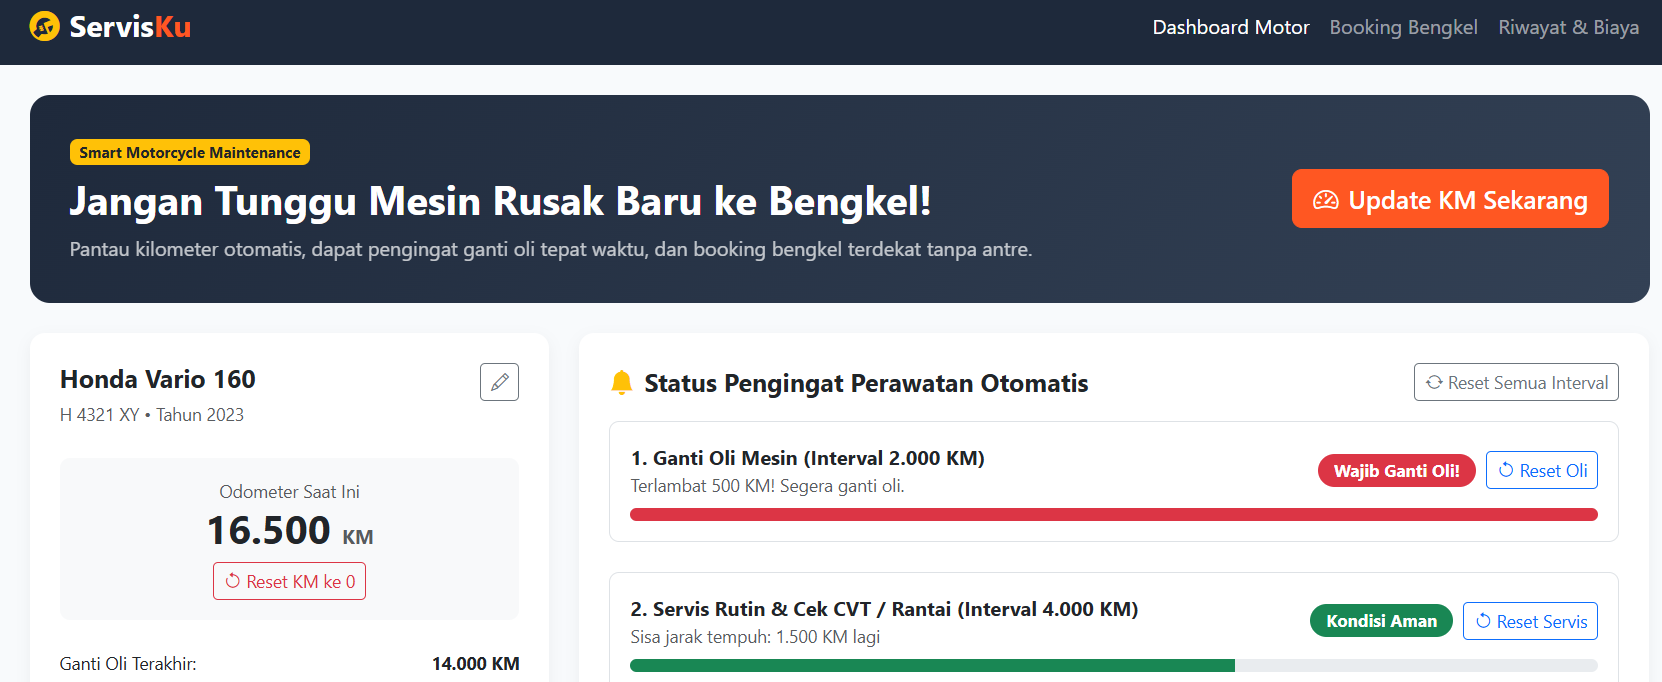 ServisKu
Dashboard Motor
Booking Bengkel
Riwayat & Biaya
Smart Motorcycle Maintenance
Jangan Tunggu Mesin Rusak Baru ke Bengkel!
Pantau kilometer otomatis, dapat pengingat ganti oli tepat waktu, dan booking bengkel terdekat tanpa antre.
Update KM Sekarang
Honda Vario 160
H 4321 XY • Tahun 2023
Odometer Saat Ini
16.500 KM
Reset KM ke 0
Ganti Oli Terakhir:
14.000 KM
Status Pengingat Perawatan Otomatis
Reset Semua Interval
1. Ganti Oli Mesin (Interval 2.000 KM)
Terlambat 500 KM! Segera ganti oli.
Wajib Ganti Oli!
Reset Oli
2. Servis Rutin & Cek CVT / Rantai (Interval 4.000 KM)
Sisa jarak tempuh: 1.500 KM lagi
Kondisi Aman
Reset Servis